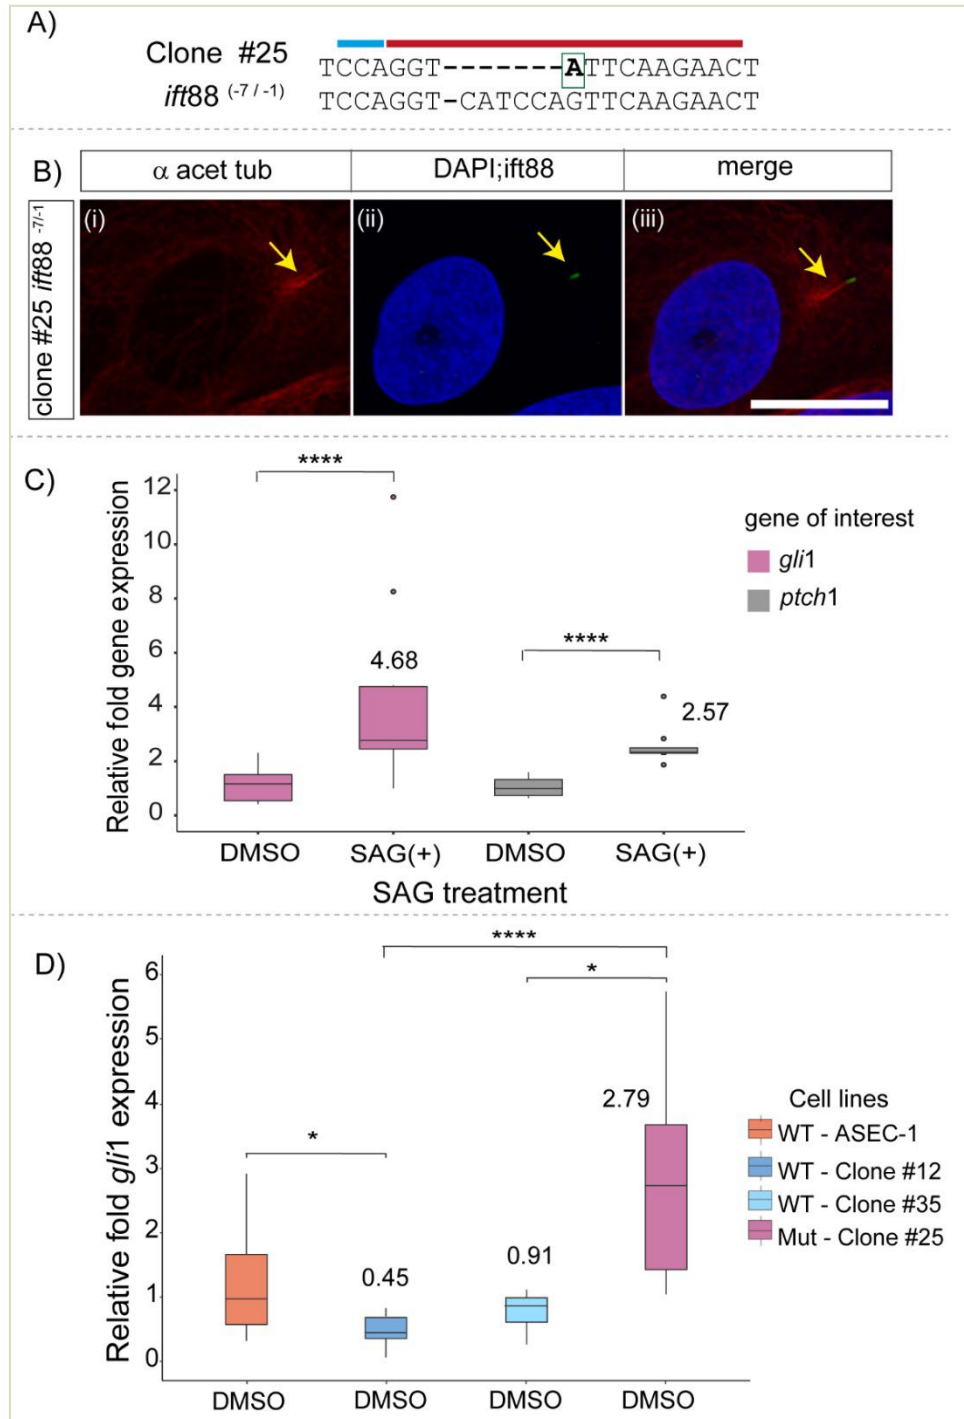 A)
Clone #25
TCCAGGT--------ATTCAAGAACT
ift88 (-7 / -1)
TCCAGGT-CATCCAGTTCAAGAACT
B)
α acet tub
DAPI;ift88
merge
clone #25 ift88 -7/-1
(i)
(ii)
(iii)
C)
Relative fold gene expression
12
10
8
6
4
2
0
****
4.68
****
2.57
gene of interest
gli1
ptch1
DMSO
SAG(+)
DMSO
SAG(+)
SAG treatment
D)
Relative fold gli1 expression
6
5
4
3
2
1
0
****
*
*
0.45
0.91
2.79
Cell lines
WT - ASEC-1
WT - Clone #12
WT - Clone #35
Mut - Clone #25
DMSO
DMSO
DMSO
DMSO